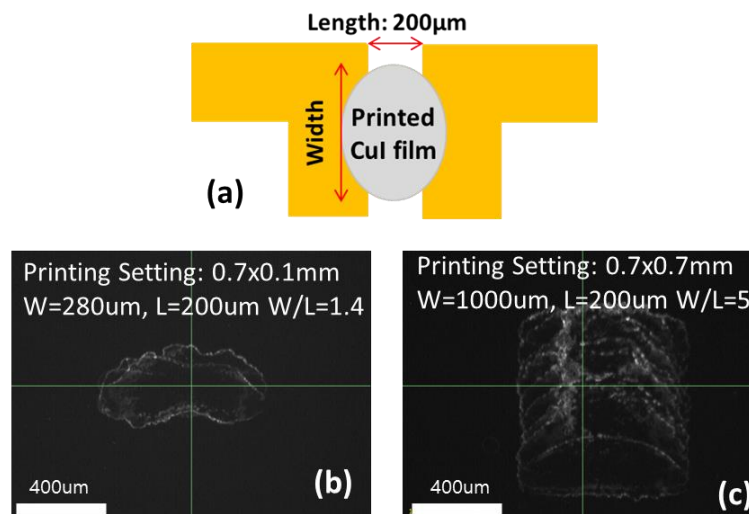 Length: 200μm
Width
Printed
CuI film
(a)
Printing Setting: 0.7x0.1mm
W=280um, L=200um W/L=1.4
400um
(b)
Printing Setting: 0.7x0.7mm
W=1000um, L=200um W/L=5
400um
(c)